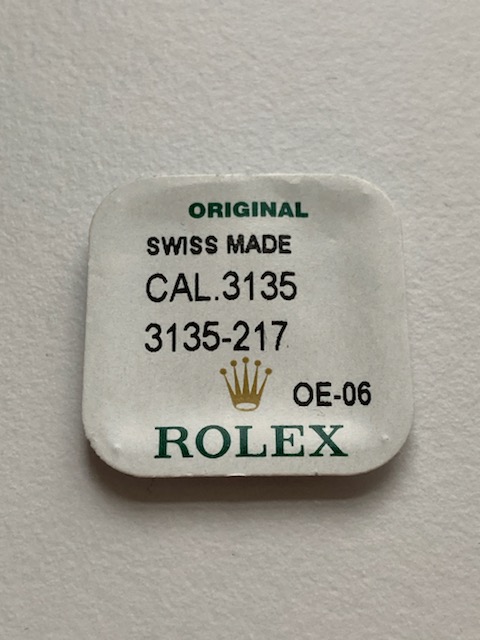 ORIGINAL
SWISS MADE
CAL.3135
3135-217
OE-06
ROLEX